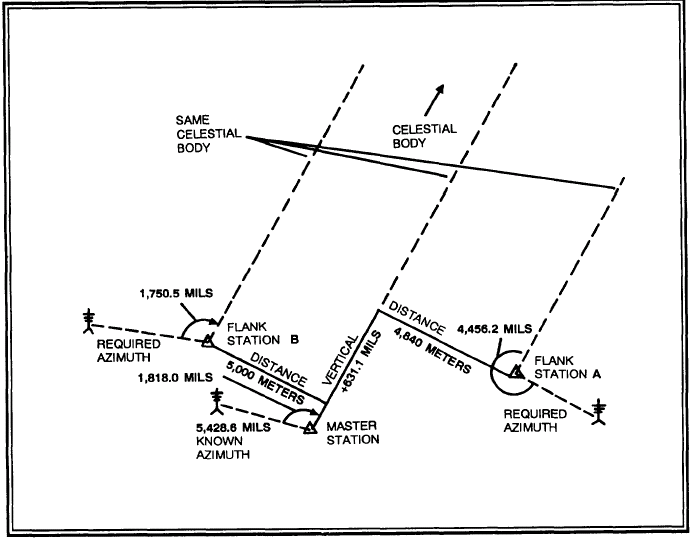 SAME
CELESTIAL
BODY
CELESTIAL
BODY
1,750.5 MILS
REQUIRED
AZIMUTH
FLANK
STATION B
DISTANCE
5,000 METERS
1,818.0 MILS
5,428.6 MILS
KNOWN
AZIMUTH
MASTER
STATION
VERTICAL
+631.1 MILS
DISTANCE
4,840 METERS
4,456.2 MILS
FLANK
STATION A
REQUIRED
AZIMUTH